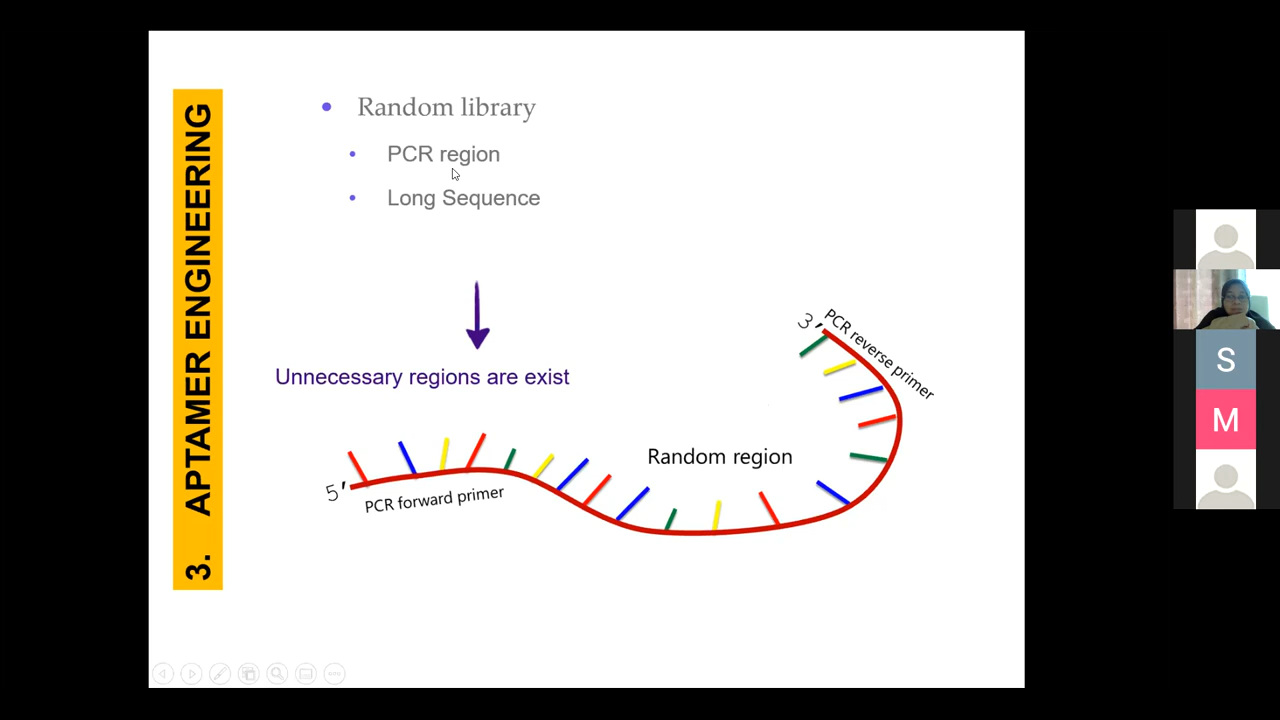 3. APTAMER ENGINEERING
• Random library
• PCR region
• Long Sequence
Unnecessary regions are exist
5′
PCR forward primer
Random region
3′
PCR reverse primer
S
M